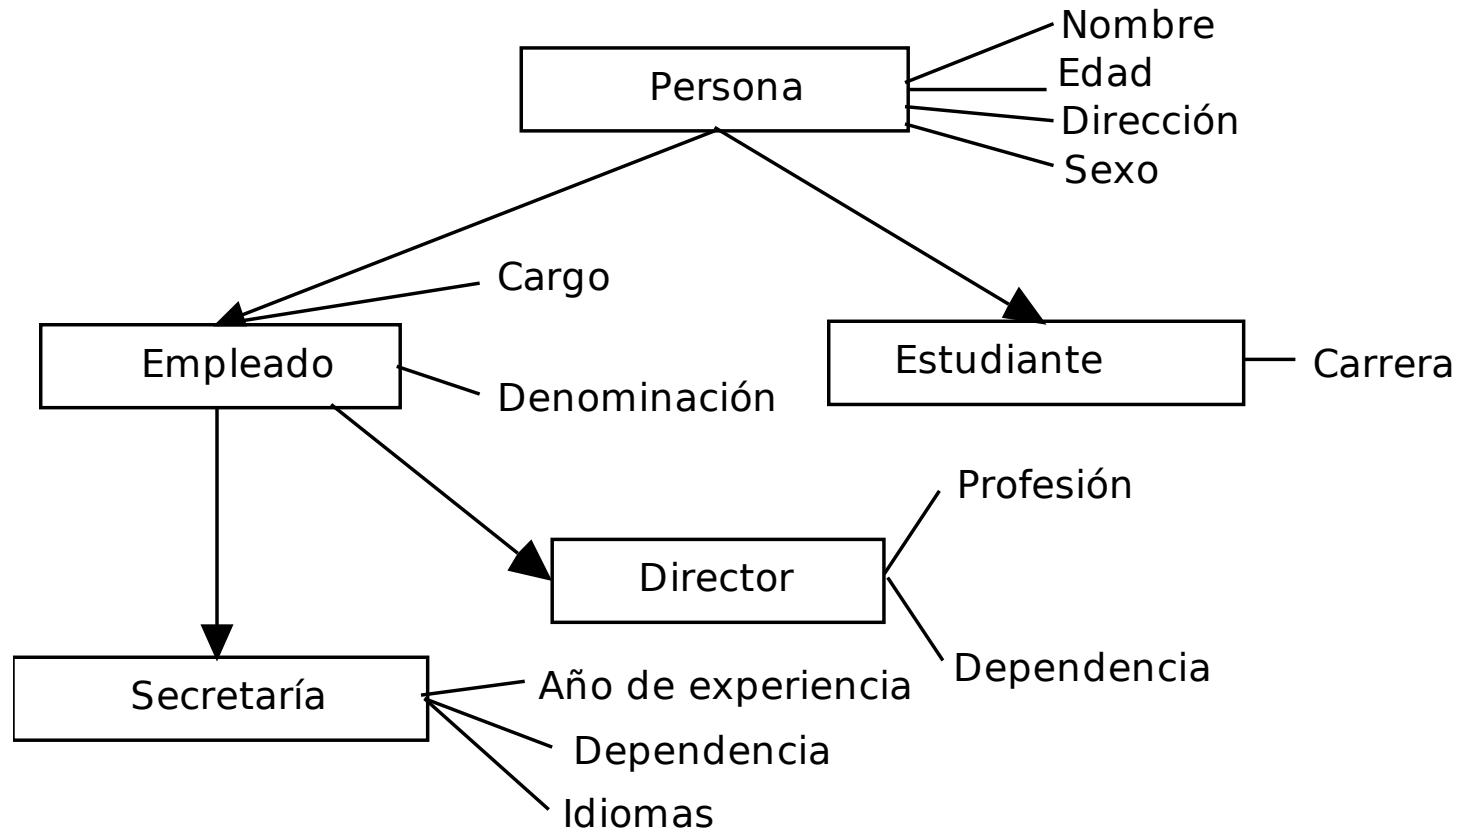 Nombre
Persona
Edad
Dirección
Sexo
Cargo
Empleado
Estudiante
Carrera
Denominación
Profesión
Director
Dependencia
Secretaría
Año de experiencia
Dependencia
Idiomas